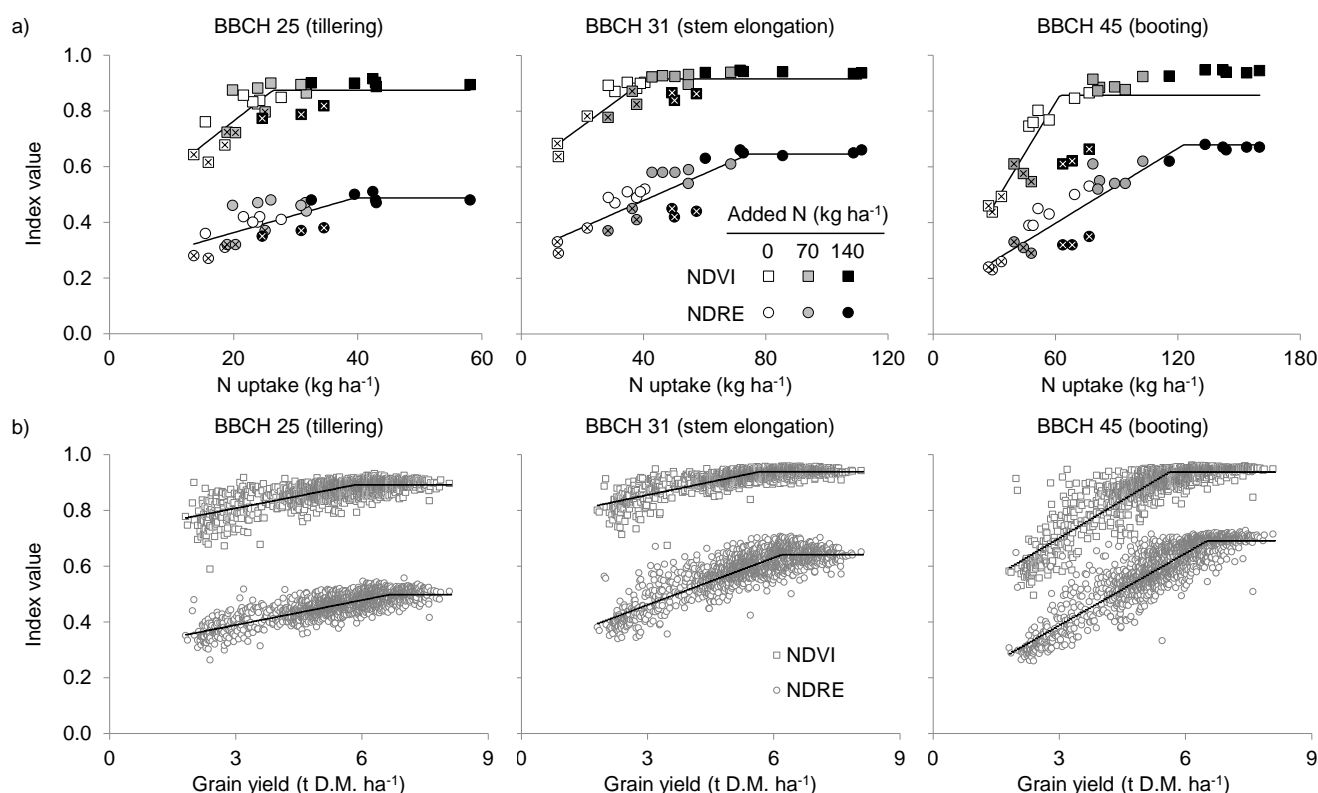 a)
BBCH 25 (tillering)
BBCH 31 (stem elongation)
BBCH 45 (booting)
Index value
1.0
0.8
0.6
0.4
0.2
0.0
0 20 40 60
N uptake (kg ha-1)
0 40 80 120
N uptake (kg ha-1)
0 60 120 180
N uptake (kg ha-1)
Added N (kg ha-1)
0 70 140
NDVI
NDRE
b)
BBCH 25 (tillering)
BBCH 31 (stem elongation)
BBCH 45 (booting)
Index value
1.0
0.8
0.6
0.4
0.2
0.0
NDVI
NDRE
0 3 6 9
Grain yield (t D.M. ha-1)
0 3 6 9
Grain yield (t D.M. ha-1)
0 3 6 9
Grain yield (t D.M. ha-1)